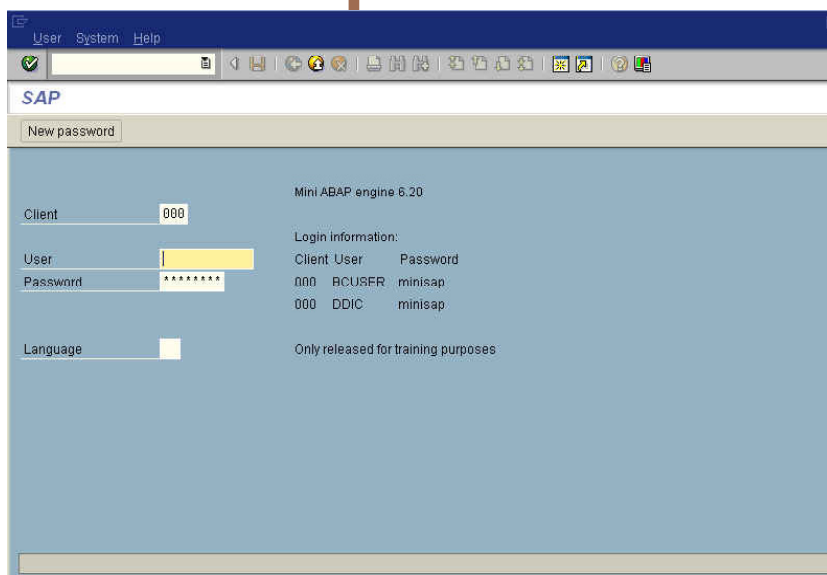 User System Help
SAP
New password
Mini ABAP engine 6.20
Client 000
Login information:
User Client User Password
Password ******** 000 BCUSER minisap
000 DDIC minisap
Language Only released for training purposes